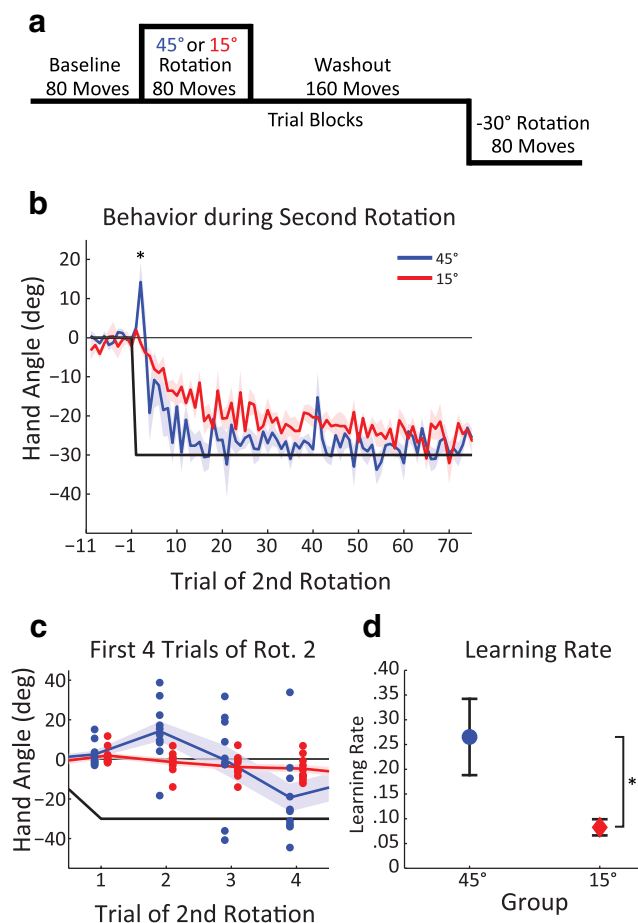 a
45° or 15°
Baseline
Rotation
Washout
80 Moves
80 Moves
160 Moves
Trial Blocks
-30° Rotation
80 Moves
b
Behavior during Second Rotation
*
45°
15°
20
10
0
−10
−20
−30
−40
Hand Angle (deg)
−11
−1
10
20
30
40
50
60
70
Trial of 2nd Rotation
c
First 4 Trials of Rot. 2
40
20
0
−20
−40
Hand Angle (deg)
1
2
3
4
Trial of 2nd Rotation
d
Learning Rate
.40
.35
.30
.25
.20
.15
.10
.05
0
Learning Rate
*
45°
15°
Group